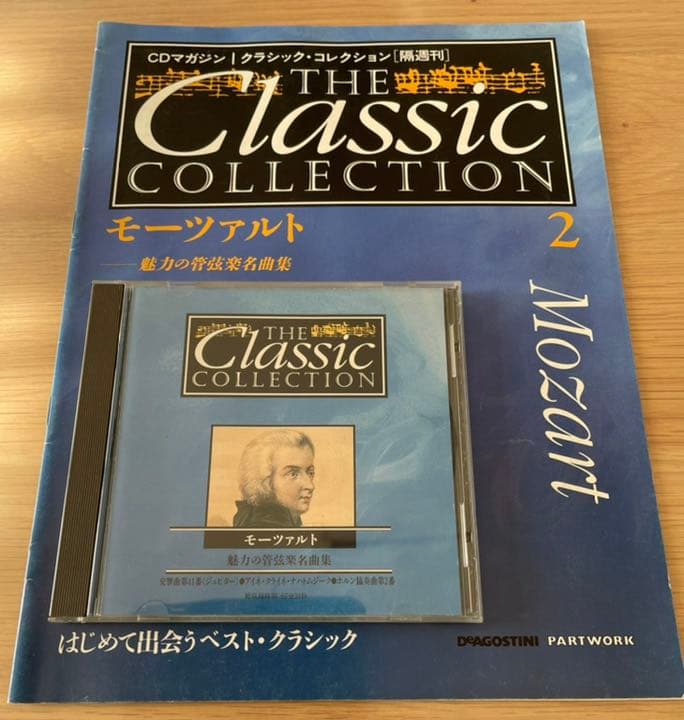 CDマガジン | クラシック・コレクション[隔週刊]
THE
Classic
COLLECTION
モーツァルト
2
魅力の管弦楽名曲集
Mozart
THE
Classic
COLLECTION
モーツァルト
魅力の管弦楽名曲集
交響曲第41番<ジュピター>●アイネ・クライネ・ナハトムジーク●ホルン協奏曲第2番
はじめて出会うベスト・クラシック
DeAGOSTINI PARTWORK